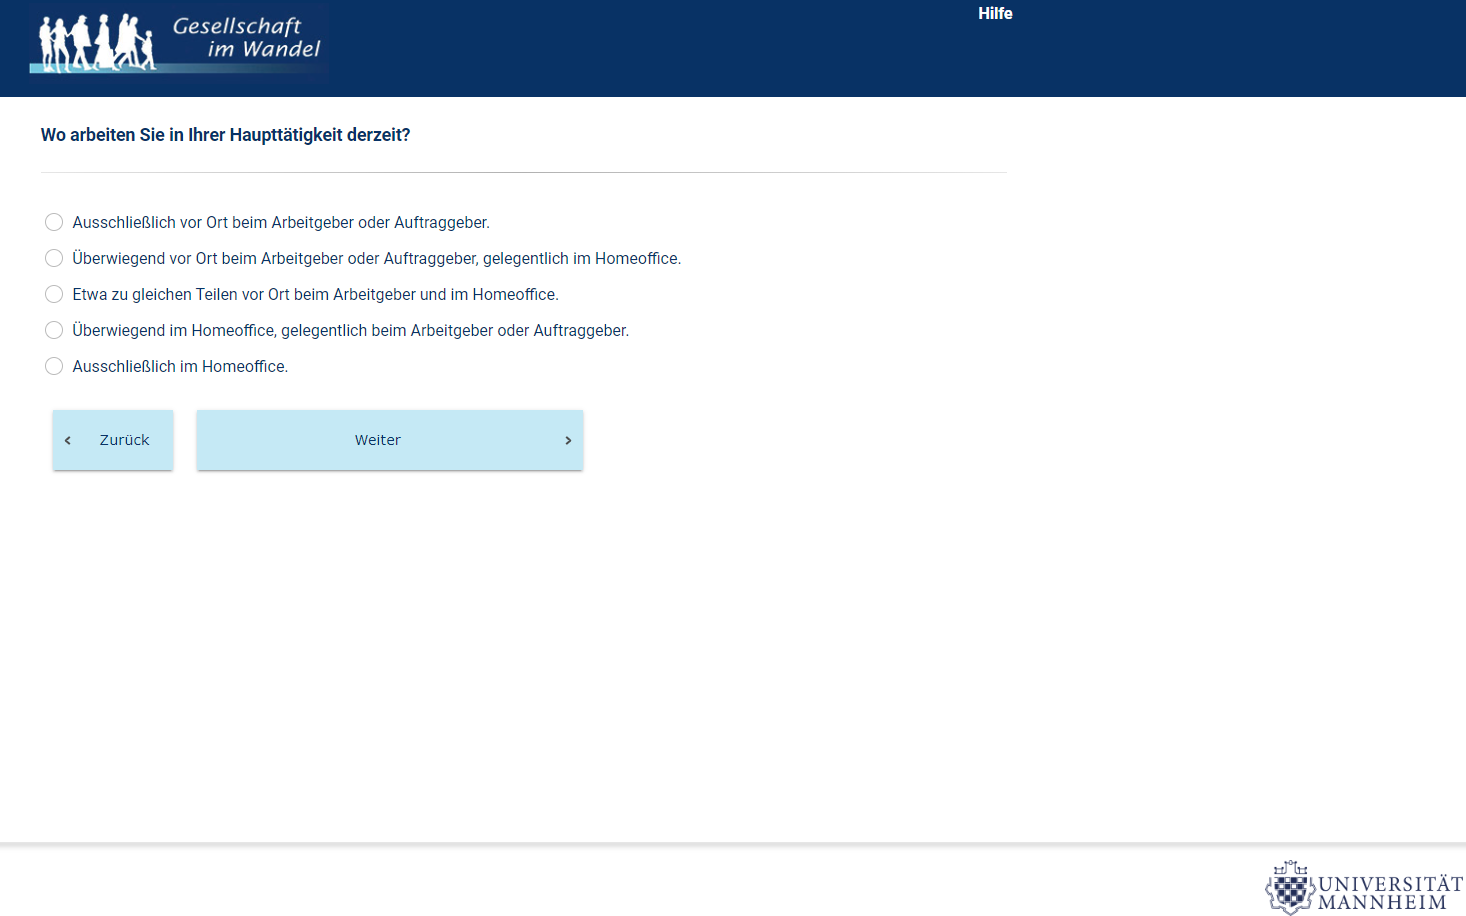 Gesellschaft
im Wandel
Hilfe
Wo arbeiten Sie in Ihrer Haupttätigkeit derzeit?
Ausschließlich vor Ort beim Arbeitgeber oder Auftraggeber.
Überwiegend vor Ort beim Arbeitgeber oder Auftraggeber, gelegentlich im Homeoffice.
Etwa zu gleichen Teilen vor Ort beim Arbeitgeber und im Homeoffice.
Überwiegend im Homeoffice, gelegentlich beim Arbeitgeber oder Auftraggeber.
Ausschließlich im Homeoffice.
‹ Zurück
Weiter ›
UNIVERSITÄT
MANNHEIM